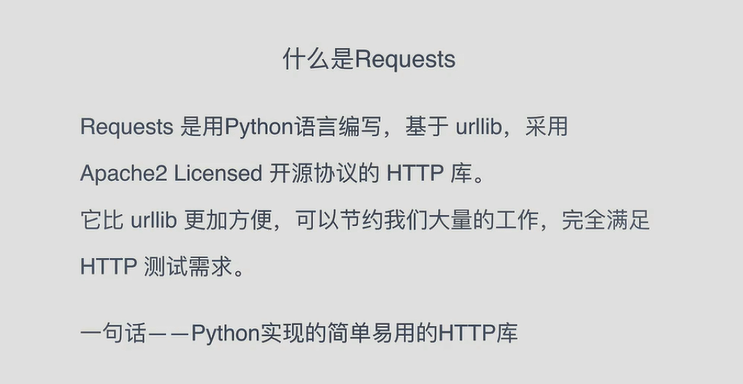 什么是Requests
Requests 是用Python语言编写，基于 urllib，采用
Apache2 Licensed 开源协议的 HTTP 库。
它比 urllib 更加方便，可以节约我们大量的工作，完全满足
HTTP 测试需求。
一句话——Python实现的简单易用的HTTP库